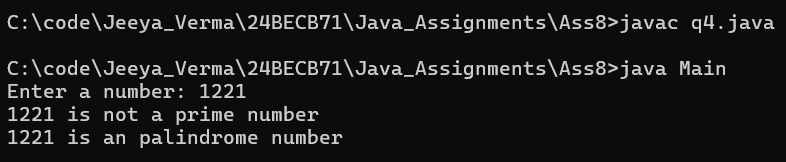 C:\code\Jeeya_Verma\24BECB71\Java_Assignments\Ass8>javac q4.java
C:\code\Jeeya_Verma\24BECB71\Java_Assignments\Ass8>java Main
Enter a number: 1221
1221 is not a prime number
1221 is an palindrome number